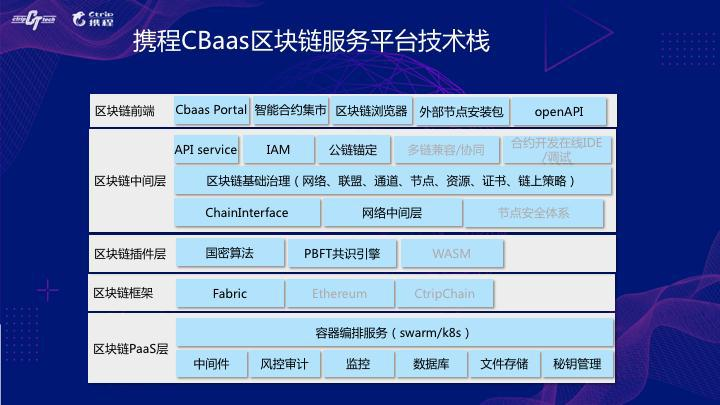 ctrip tech
Ctrip
携程
携程CBaas区块链服务平台技术栈
区块链前端
Cbaas Portal
智能合约集市
区块链浏览器
外部节点安装包
openAPI
区块链中间层
API service
IAM
公链锚定
多链兼容/协同
合约开发在线IDE
/调试
区块链基础治理（网络、联盟、通道、节点、资源、证书、链上策略）
ChainInterface
网络中间层
节点安全体系
区块链插件层
国密算法
PBFT共识引擎
WASM
区块链框架
Fabric
Ethereum
CtripChain
区块链PaaS层
容器编排服务（swarm/k8s）
中间件
风控审计
监控
数据库
文件存储
秘钥管理